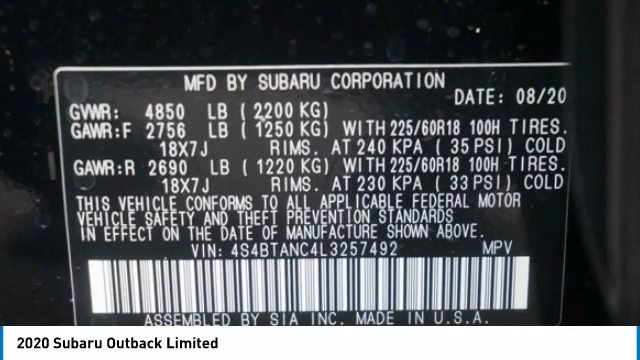 MFD BY SUBARU CORPORATION
DATE: 08/20
GVWR: 4850 LB (2200 KG)
GAWR:F 2756 LB (1250 KG) WITH 225/60R18 100H TIRES.
18X7J RIMS. AT 240 KPA (35 PSI) COLD
GAWR:R 2690 LB (1220 KG) WITH 225/60R18 100H TIRES.
18X7J RIMS. AT 230 KPA (33 PSI) COLD
THIS VEHICLE CONFORMS TO ALL APPLICABLE FEDERAL MOTOR
VEHICLE SAFETY AND THEFT PREVENTION STANDARDS
IN EFFECT ON THE DATE OF MANUFACTURE SHOWN ABOVE.
VIN: 4S4BTANC4L3257492 MPV
ASSEMBLED BY SIA INC. MADE IN U.S.A.
2020 Subaru Outback Limited